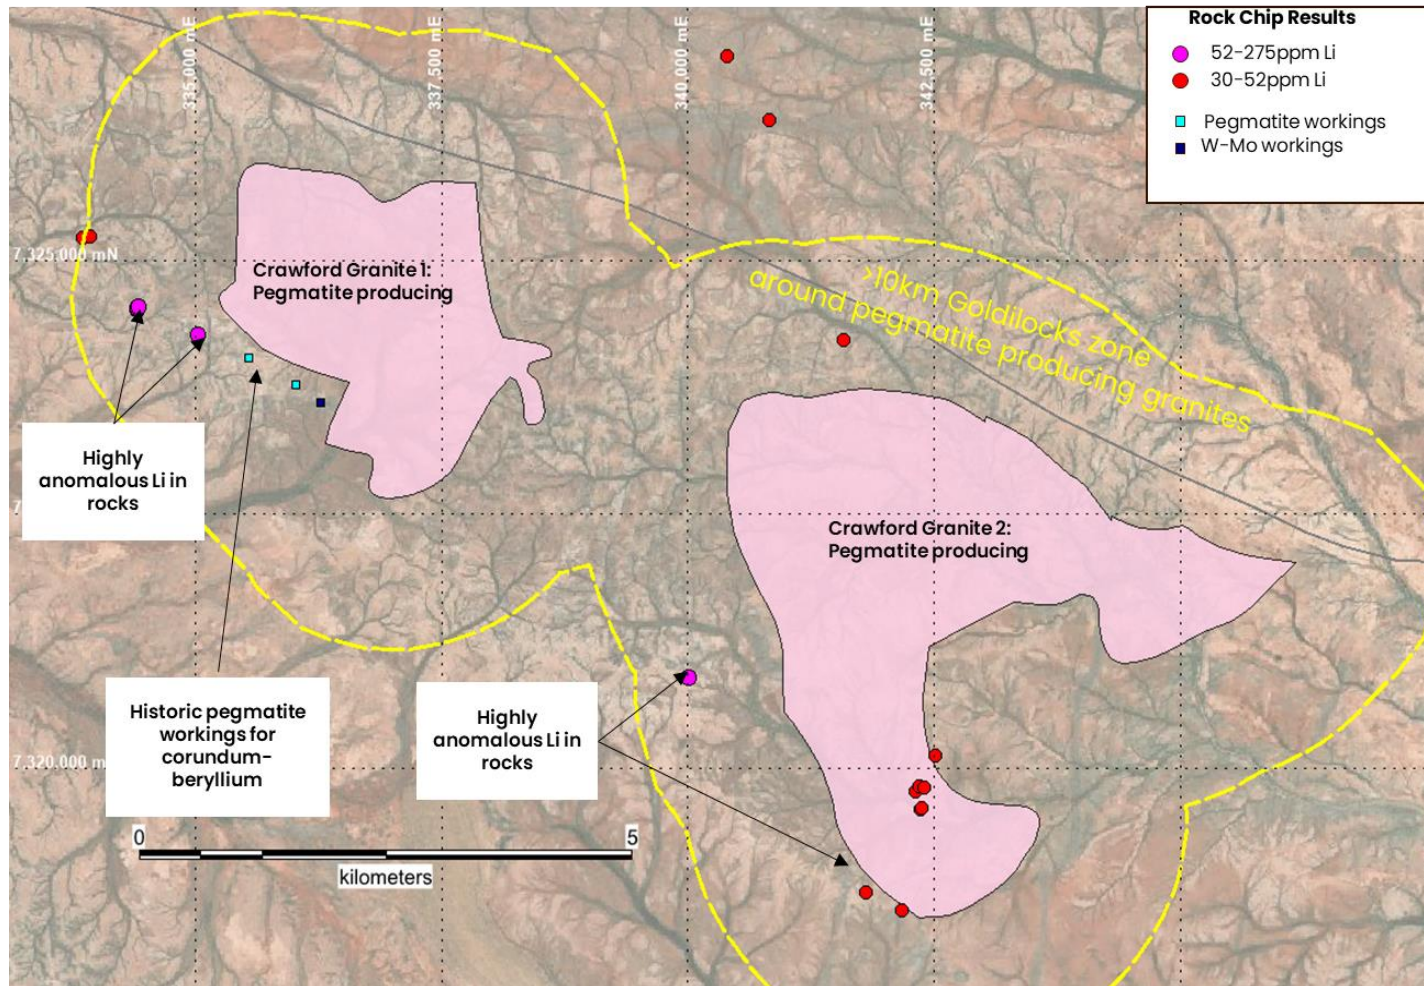 Rock Chip Results
52-275ppm Li
30-52ppm Li
Pegmatite workings
W-Mo workings
335,000 mE
337,500 mE
340,000 mE
342,500 mE
7,325,000 mN
Crawford Granite 1:
Pegmatite producing
>10km Goldilocks zone
around pegmatite producing granites
Highly
anomalous Li in
rocks
Crawford Granite 2:
Pegmatite producing
Historic pegmatite
workings for
corundum-
beryllium
Highly
anomalous Li in
rocks
7,320,000 m
0
5
kilometers